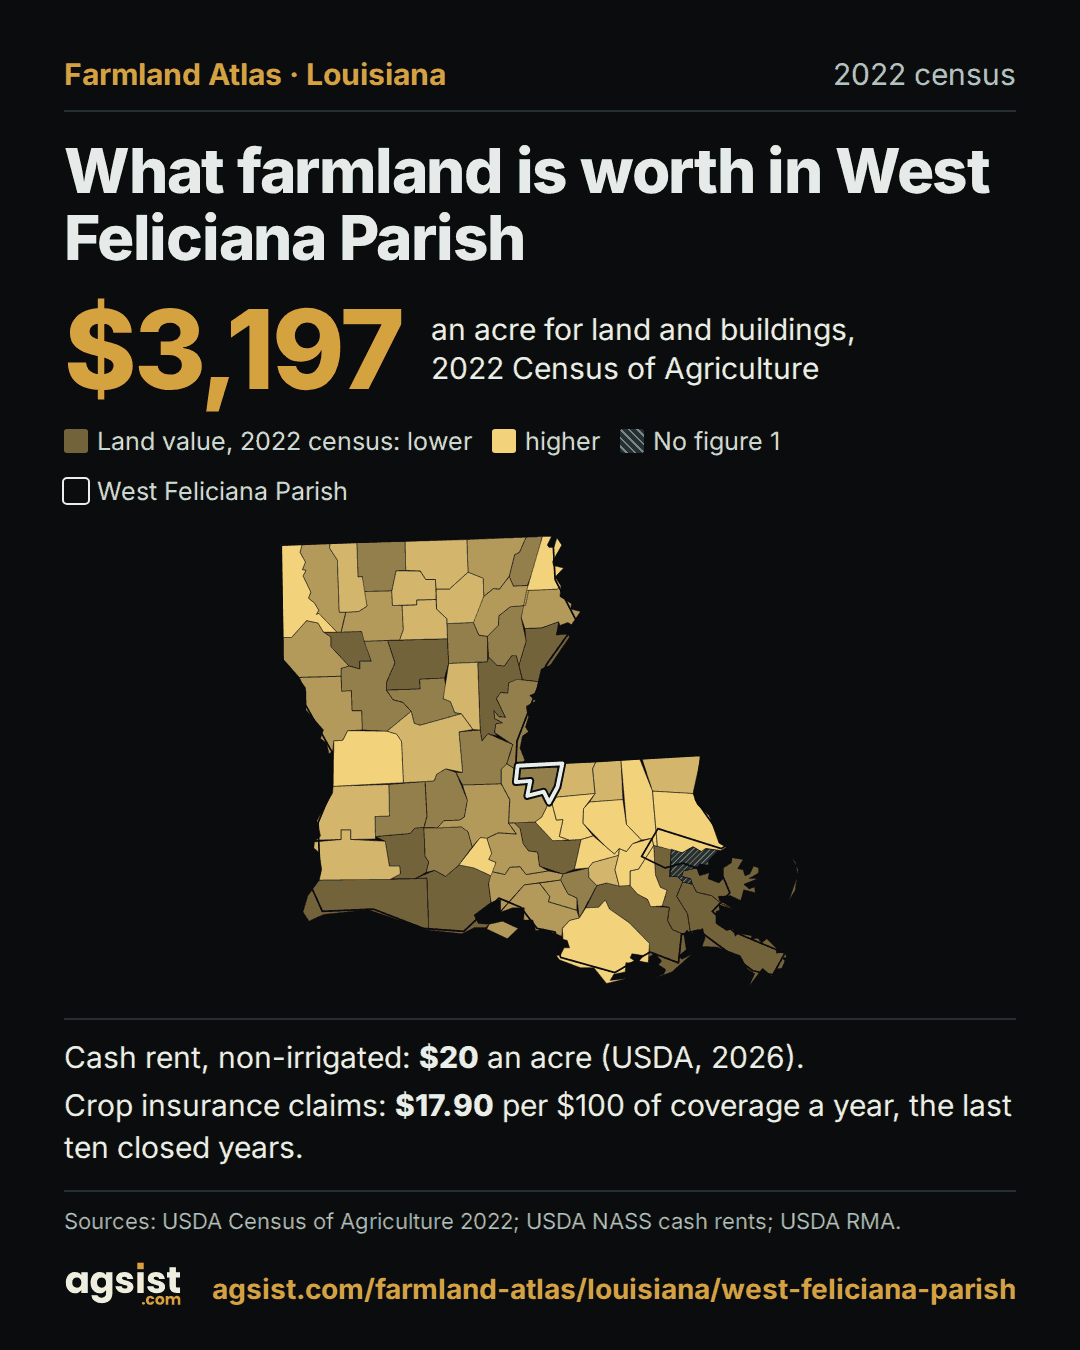 Farmland Atlas · Louisiana
2022 census
What farmland is worth in West
Feliciana Parish
$3,197
an acre for land and buildings,
2022 Census of Agriculture
Land value, 2022 census: lower
higher
No figure 1
West Feliciana Parish
Cash rent, non-irrigated: $20 an acre (USDA, 2026).
Crop insurance claims: $17.90 per $100 of coverage a year, the last
ten closed years.
Sources: USDA Census of Agriculture 2022; USDA NASS cash rents; USDA RMA.
agsist
.com
agsist.com/farmland-atlas/louisiana/west-feliciana-parish